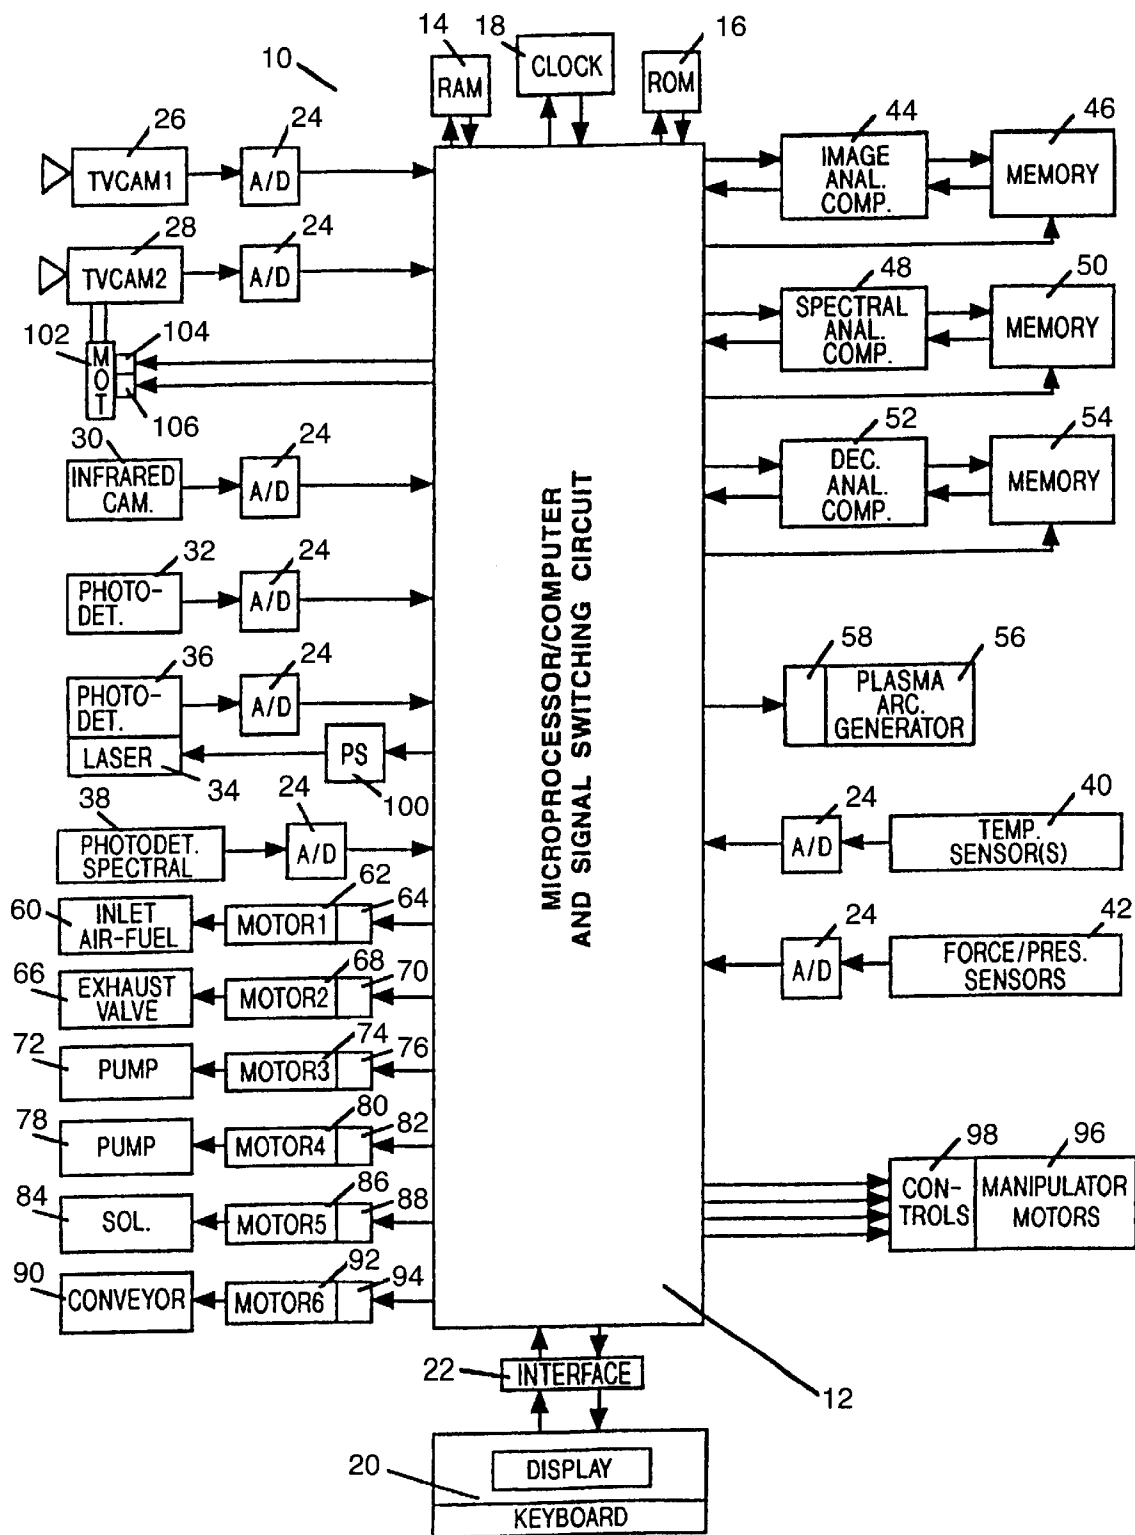 14
18
16
10
RAM
CLOCK
ROM
26
24
44
46
TVCAM1
A/D
IMAGE
ANAL.
COMP.
MEMORY
28
24
TVCAM2
A/D
48
50
SPECTRAL
ANAL.
COMP.
MEMORY
102
104
MOT
106
30
24
52
54
INFRARED
CAM.
A/D
DEC.
ANAL.
COMP.
MEMORY
MICROPROCESSOR/COMPUTER
AND SIGNAL SWITCHING CIRCUIT
32
24
PHOTO-
DET.
A/D
36
24
58
56
PHOTO-
DET.
A/D
PLASMA
ARC.
GENERATOR
LASER
PS
34
100
38
24
24
40
PHOTODET.
SPECTRAL
A/D
A/D
TEMP.
SENSOR(S)
60
INLET
AIR-FUEL
62
64
MOTOR1
24
42
A/D
FORCE/PRES.
SENSORS
66
EXHAUST
VALVE
68
70
MOTOR2
72
PUMP
74
76
MOTOR3
78
PUMP
80
82
MOTOR4
98
96
CON-
TROLS
MANIPULATOR
MOTORS
84
SOL.
86
88
MOTOR5
90
CONVEYOR
92
94
MOTOR6
22
INTERFACE
12
20
DISPLAY
KEYBOARD